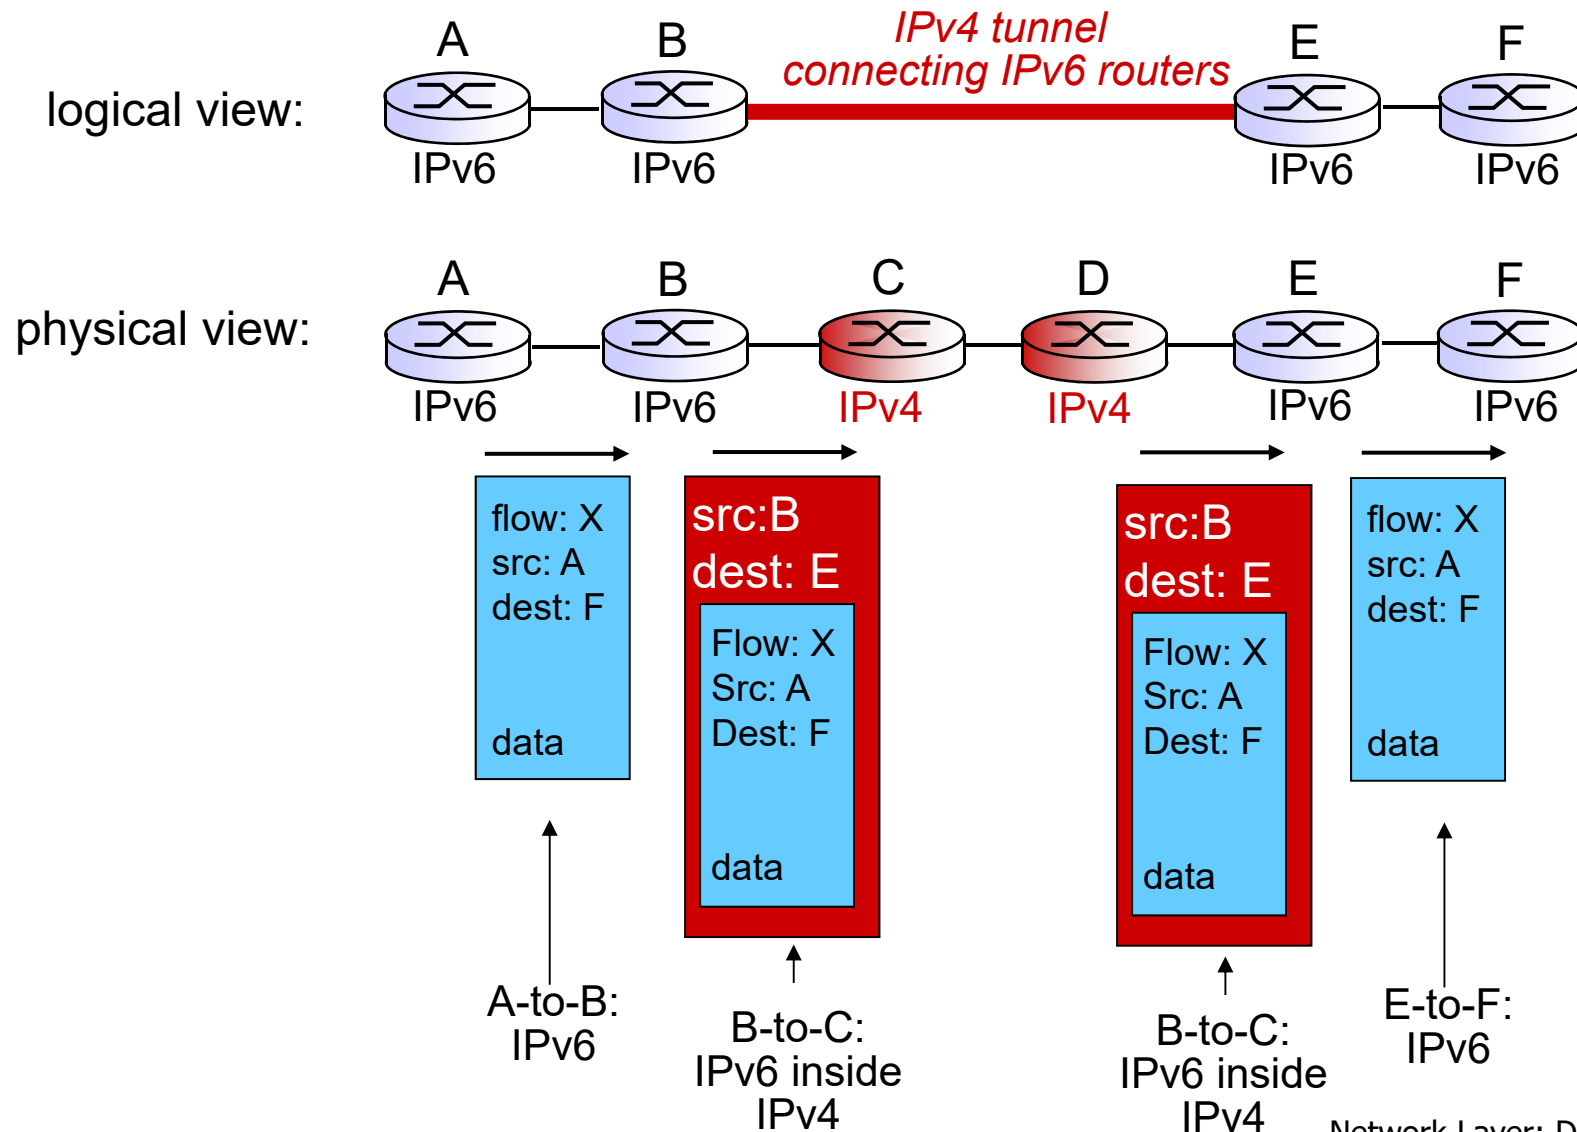 A
B
IPv4 tunnel
connecting IPv6 routers
E
F
logical view:
IPv6
IPv6
IPv6
IPv6
A
B
C
D
E
F
physical view:
IPv6
IPv6
IPv4
IPv4
IPv6
IPv6
flow: X
src: A
dest: F
data
src:B
dest: E
Flow: X
Src: A
Dest: F
data
src:B
dest: E
Flow: X
Src: A
Dest: F
data
flow: X
src: A
dest: F
data
A-to-B:
IPv6
B-to-C:
IPv6 inside
IPv4
B-to-C:
IPv6 inside
IPv4
E-to-F:
IPv6
Network Layer: D